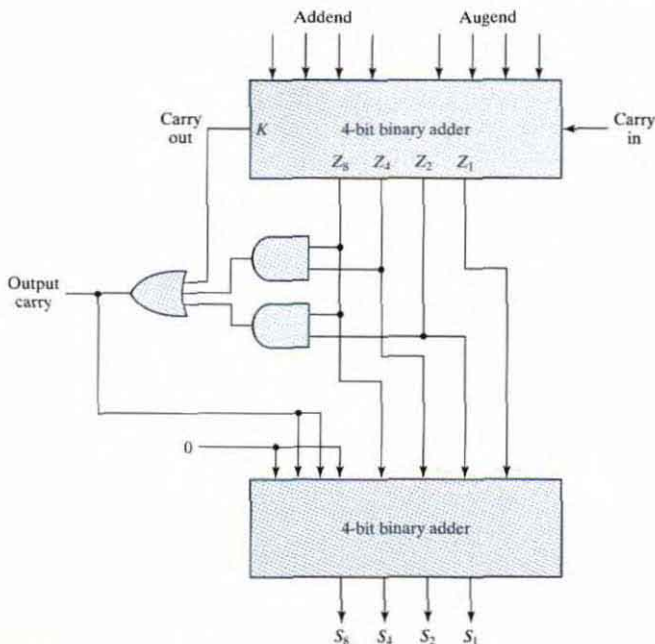 Addend Augend
Carry out
K
4-bit binary adder
Carry in
Z8 Z4 Z2 Z1
Output carry
0
4-bit binary adder
S8 S4 S2 S1